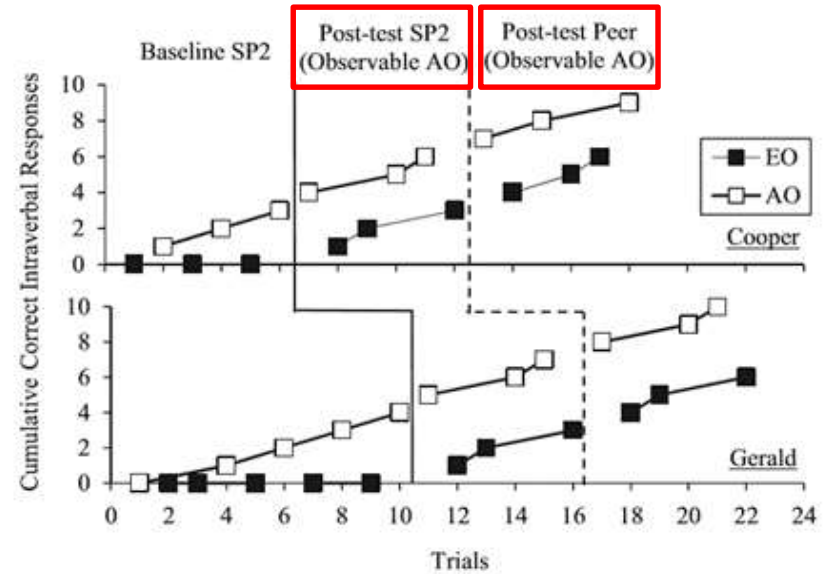 Baseline SP2
Post-test SP2
(Observable AO)
Post-test Peer
(Observable AO)
Cumulative Correct Intraverbal Responses
10
8
6
4
2
0
EO
AO
Cooper
10
8
6
4
2
0
Gerald
0 2 4 6 8 10 12 14 16 18 20 22 24
Trials